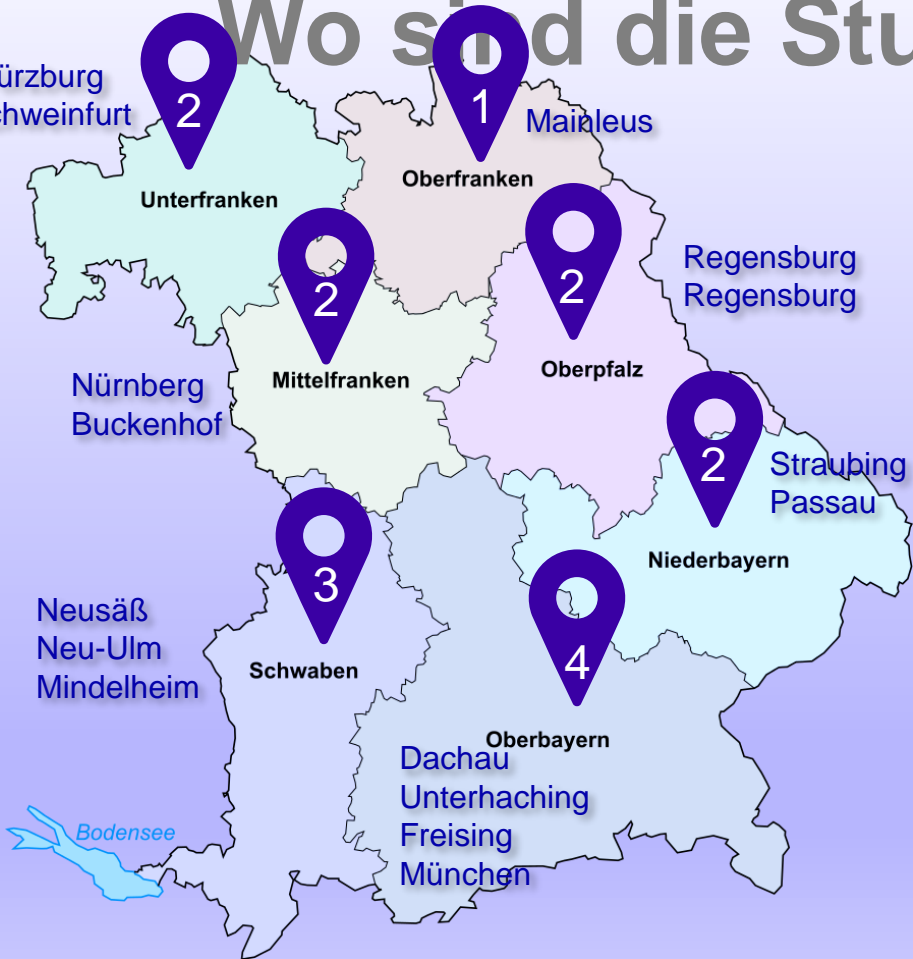 Wo sind die Stu
ürzburg
chweinfurt
2
Unterfranken
1
Mainleus
Oberfranken
2
Mittelfranken
Nürnberg
Buckenhof
2
Oberpfalz
Regensburg
Regensburg
2
Straubing
Passau
Niederbayern
3
Schwaben
Neusäß
Neu-Ulm
Mindelheim
4
Oberbayern
Dachau
Unterhaching
Freising
München
Bodensee